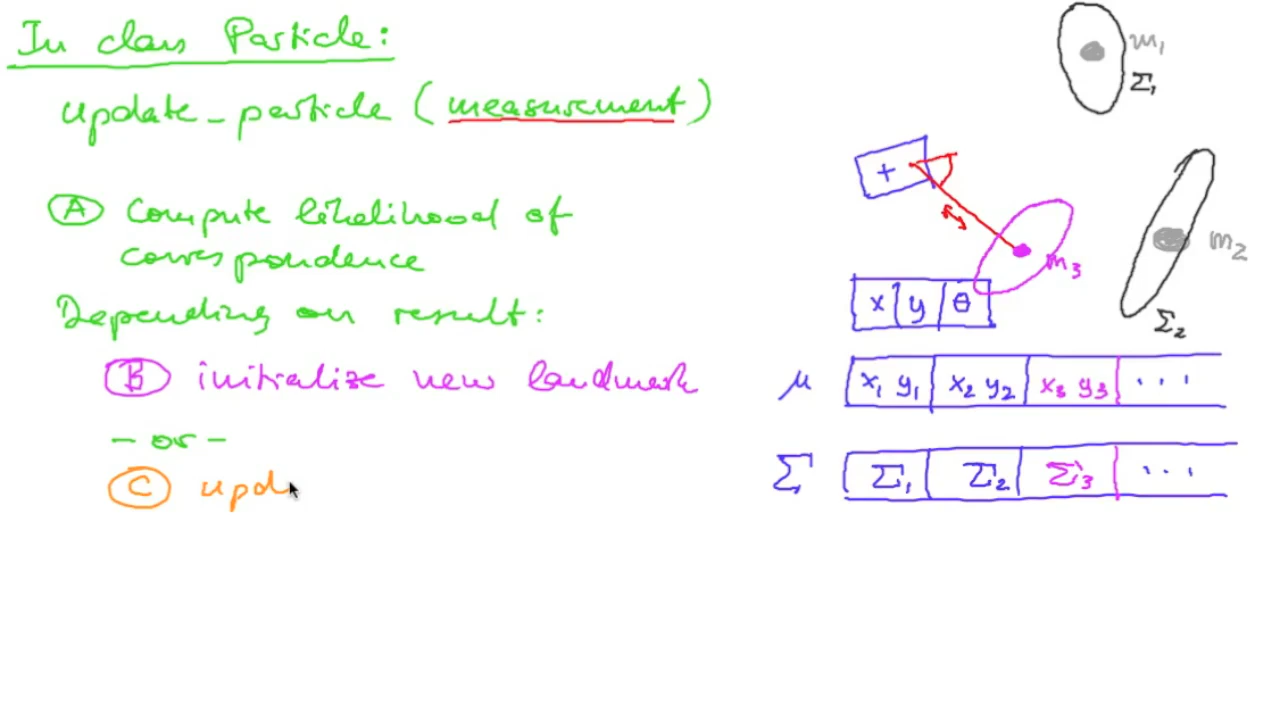 In class Particle:
update_particle (measurement)
A compute likelihood of
correspondence
Depending on result:
B initialize new landmark
- or -
C upd
m1
Σ1
+
m3
m2
Σ2
x y θ
μ x1 y1 x2 y2 x3 y3 ...
Σ Σ1 Σ2 Σ3 ...